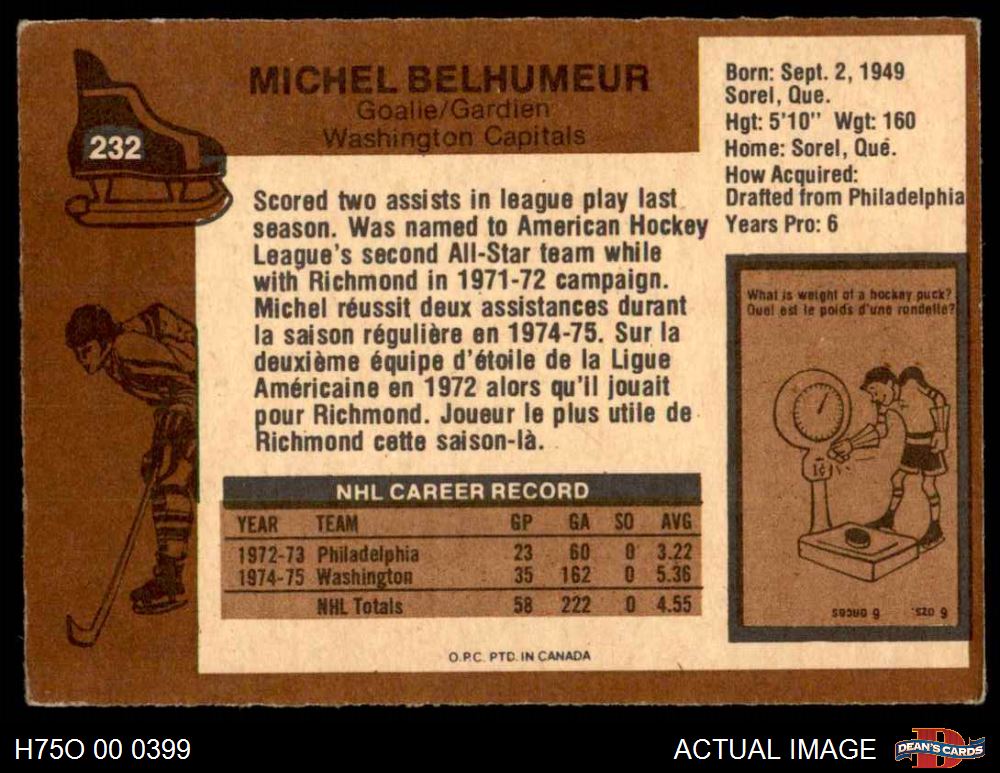 232
MICHEL BELHUMEUR
Goalie/Gardien
Washington Capitals
Born: Sept. 2, 1949
Sorel, Que.
Hgt: 5'10" Wgt: 160
Home: Sorel, Qué.
How Acquired:
Drafted from Philadelphia
Years Pro: 6
Scored two assists in league play last
season. Was named to American Hockey
League's second All-Star team while
with Richmond in 1971-72 campaign.
Michel réussit deux assistances durant
la saison régulière en 1974-75. Sur la
deuxième équipe d'étoile de la Ligue
Américaine en 1972 alors qu'il jouait
pour Richmond. Joueur le plus utile de
Richmond cette saison-là.
What is weight of a hockey puck?
Quel est le poids d'une rondelle?
1¢
6 ozs.
6 onces
NHL CAREER RECORD
YEAR TEAM GP GA SO AVG
1972-73 Philadelphia 23 60 0 3.22
1974-75 Washington 35 162 0 5.36
NHL Totals 58 222 0 4.55
O.P.C. PTD. IN CANADA
H75O 00 0399
ACTUAL IMAGE
D
DEAN'S CARDS